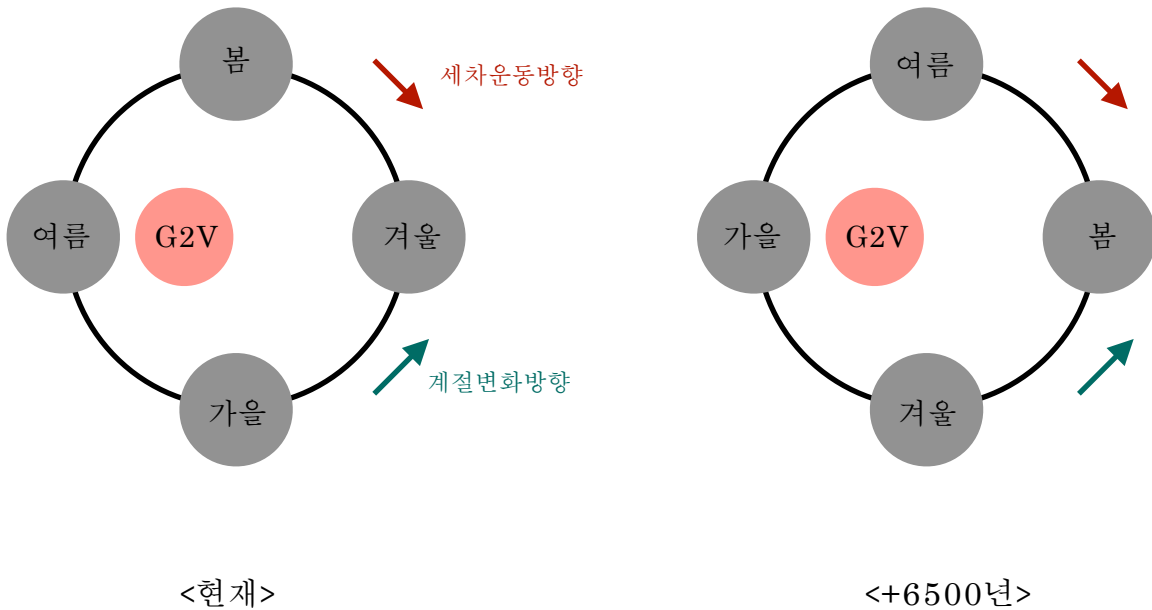 봄
세차운동방향
여름
G2V
겨울
계절변화방향
가을
<현재>
여름
가을
G2V
봄
겨울
<+6500년>